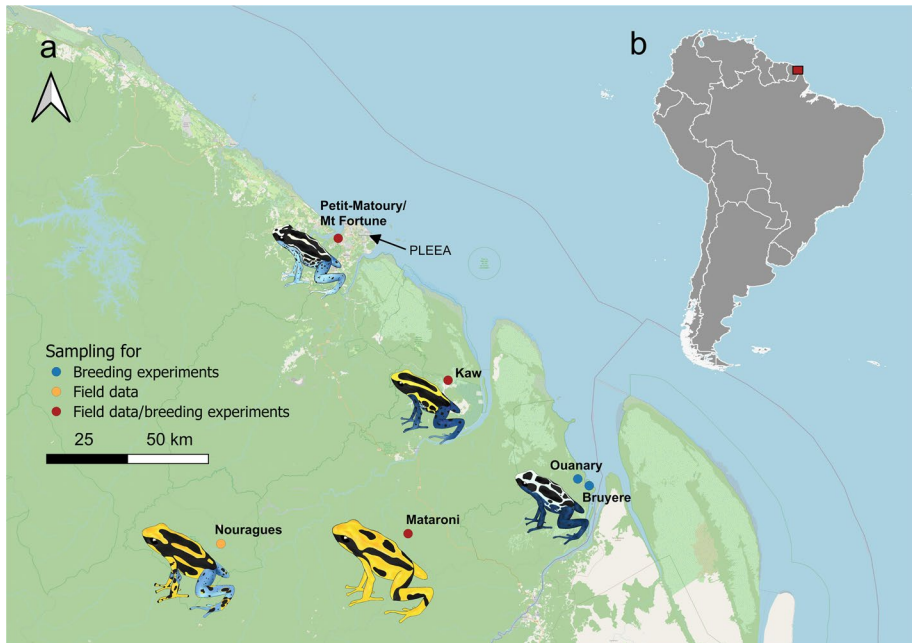 a
b
Petit-Matoury/
Mt Fortune
PLEEA
Sampling for
Breeding experiments
Field data
Field data/breeding experiments
25 50 km
Kaw
Ouanary
Bruyere
Nouragues
Mataroni